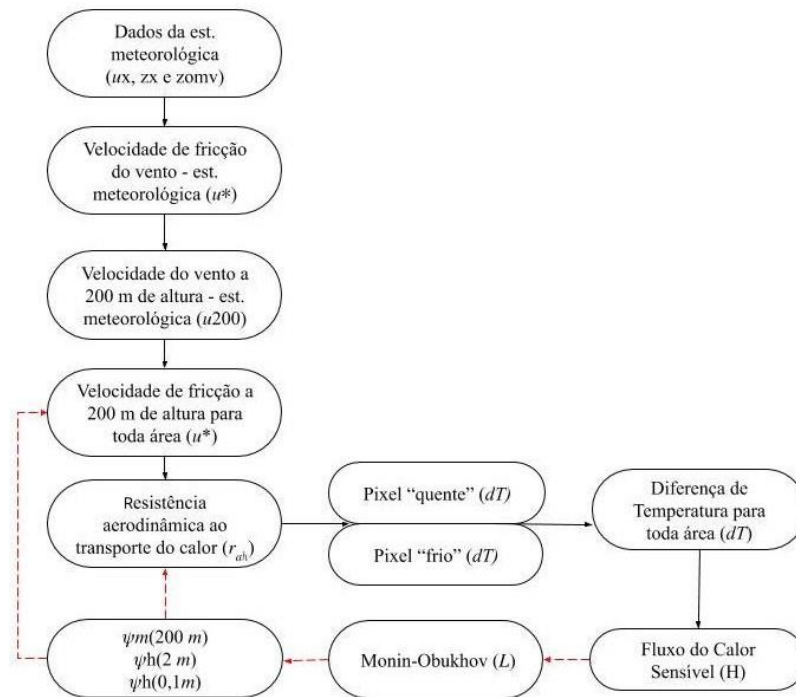 Dados da est.
meteorológica
(ux, zx e zomv)
Velocidade de fricção
do vento - est.
meteorológica (u*)
Velocidade do vento a
200 m de altura - est.
meteorológica (u200)
Velocidade de fricção a
200 m de altura para
toda área (u*)
Resistência
aerodinâmica ao
transporte do calor (rah)
Pixel “quente” (dT)
Pixel “frio” (dT)
Diferença de
Temperatura para
toda área (dT)
Fluxo do Calor
Sensível (H)
Monin-Obukhov (L)
ψm(200 m)
ψh(2 m)
ψh(0,1m)